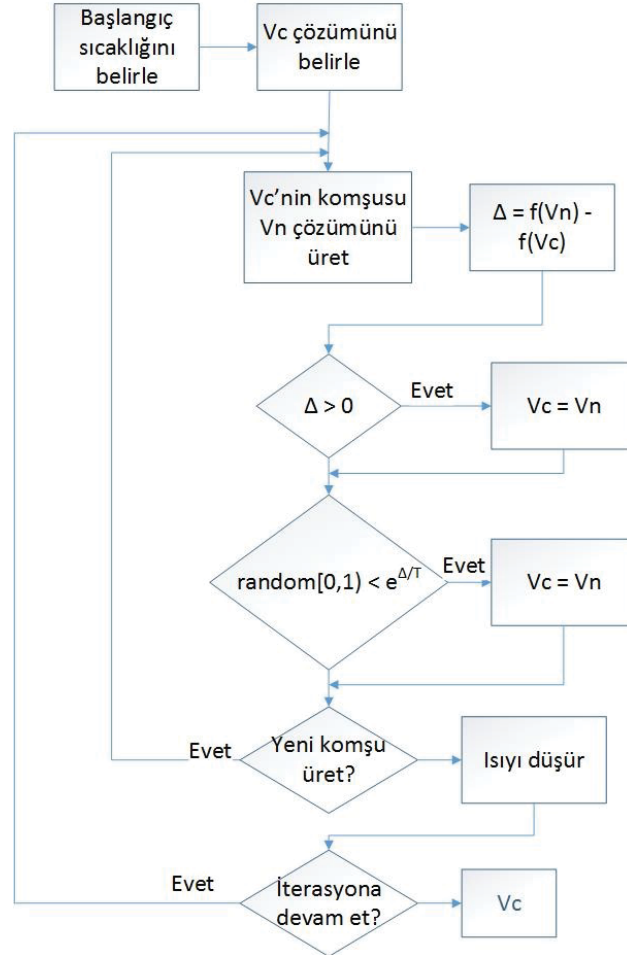 Başlangıç
sıcaklığını
belirle
Vc çözümünü
belirle
Vc’nin komşusu
Vn çözümünü
üret
Δ = f(Vn) -
f(Vc)
Δ > 0
Evet
Vc = Vn
random[0,1) < e^Δ/T
Evet
Vc = Vn
Yeni komşu
üret?
Evet
Isıyı düşür
İterasyona
devam et?
Evet
Vc